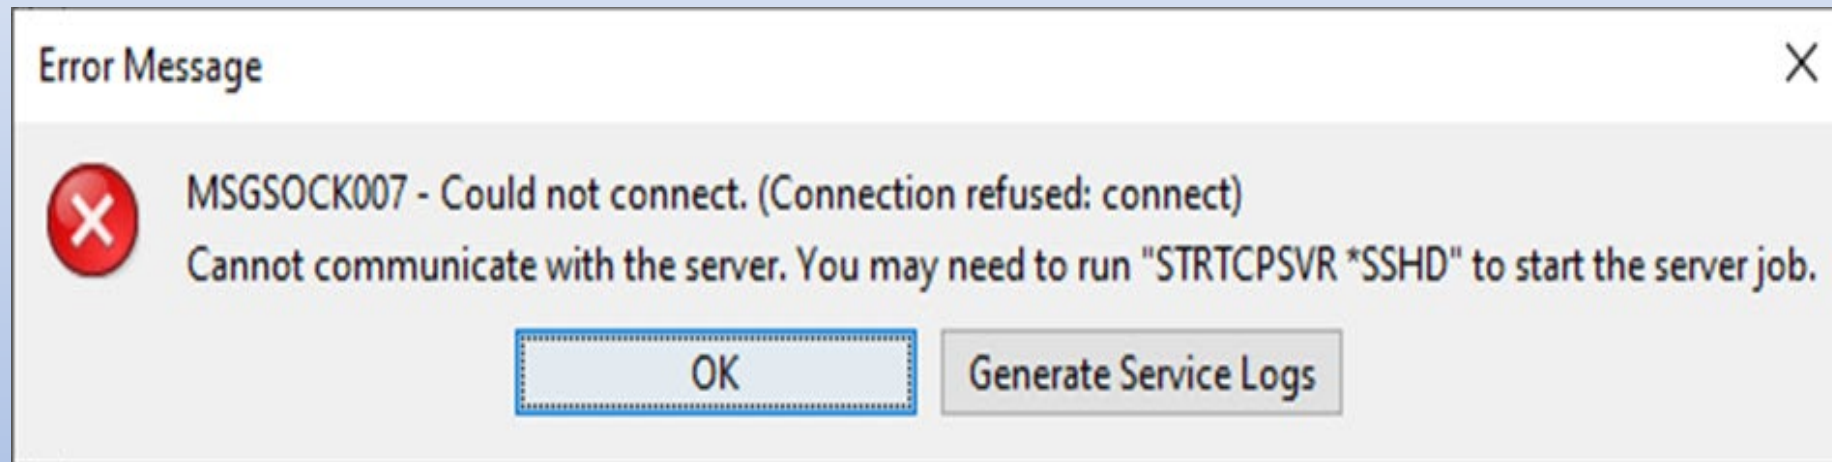 Error Message
MSGSOCK007 - Could not connect. (Connection refused: connect)
Cannot communicate with the server. You may need to run "STRTCPSVR *SSHD" to start the server job.
OK
Generate Service Logs